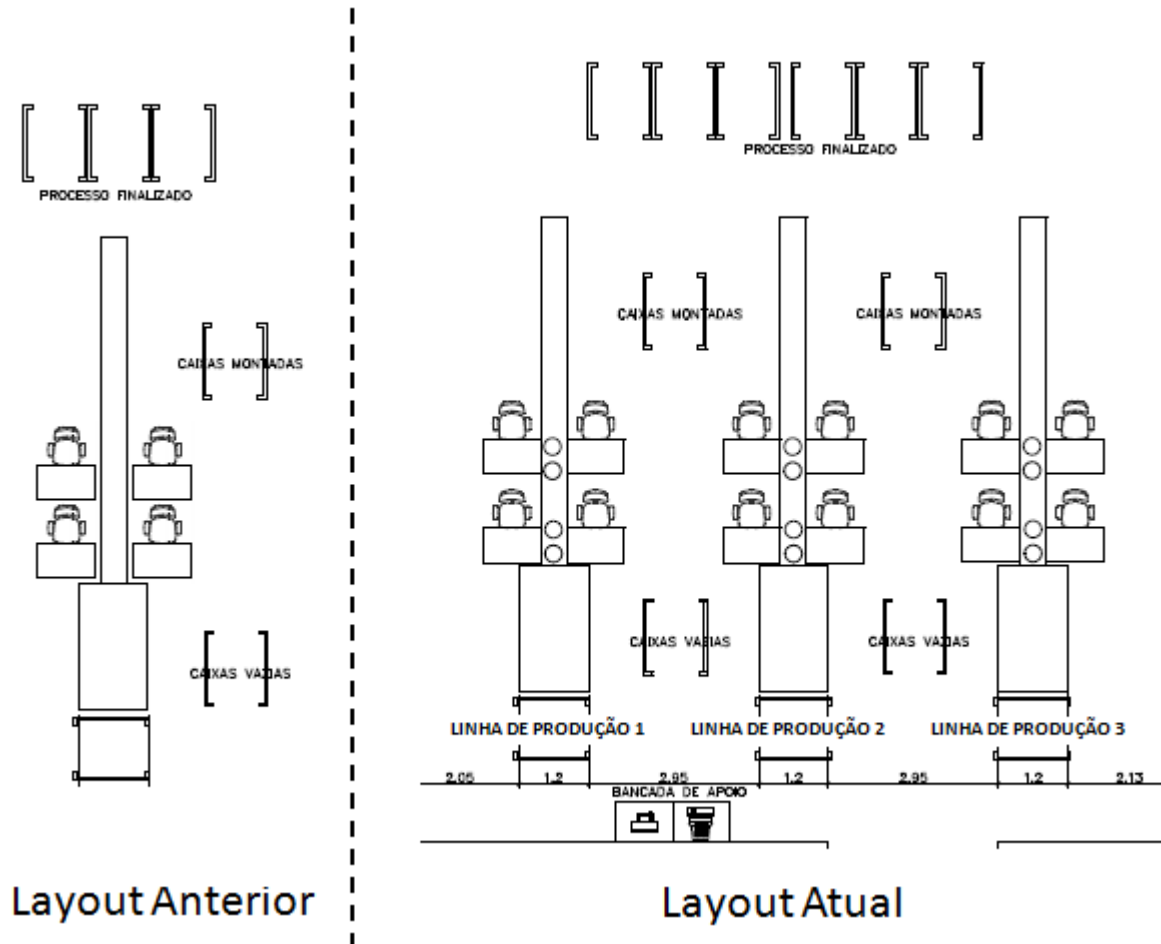 PROCESSO FINALIZADO
CAIXAS MONTADAS
CAIXAS VAZIAS
Layout Anterior
PROCESSO FINALIZADO
CAIXAS MONTADAS
CAIXAS MONTADAS
CAIXAS VAZIAS
CAIXAS VAZIAS
LINHA DE PRODUÇÃO 1
LINHA DE PRODUÇÃO 2
LINHA DE PRODUÇÃO 3
2.05 1.2 2.95 1.2 2.95 1.2 2.13
BANCADA DE APOIO
Layout Atual